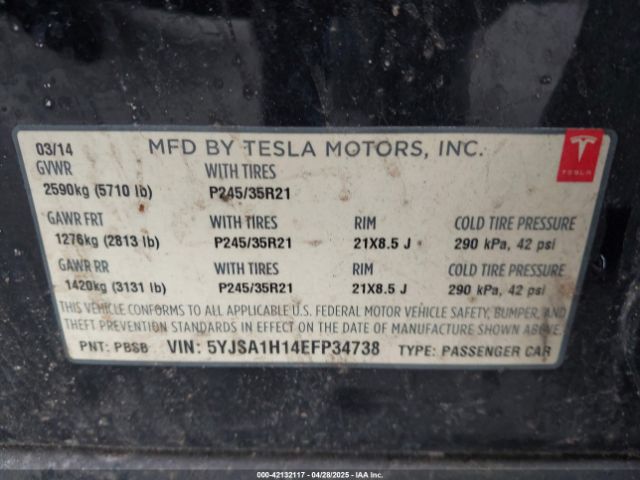 03/14 MFD BY TESLA MOTORS, INC.
GVWR WITH TIRES
TESLA
2590kg (5710 lb) P245/35R21
GAWR FRT WITH TIRES RIM COLD TIRE PRESSURE
1276kg (2813 lb) P245/35R21 21X8.5 J 290 kPa, 42 psi
GAWR RR WITH TIRES RIM COLD TIRE PRESSURE
1420kg (3131 lb) P245/35R21 21X8.5 J 290 kPa, 42 psi
THIS VEHICLE CONFORMS TO ALL APPLICABLE U.S. FEDERAL MOTOR VEHICLE SAFETY, BUMPER, AND
THEFT PREVENTION STANDARDS IN EFFECT ON THE DATE OF MANUFACTURE SHOWN ABOVE.
PNT: PBSB VIN: 5YJSA1H14EFP34738 TYPE: PASSENGER CAR
000-42132117 | 04/28/2025 - IAA Inc.